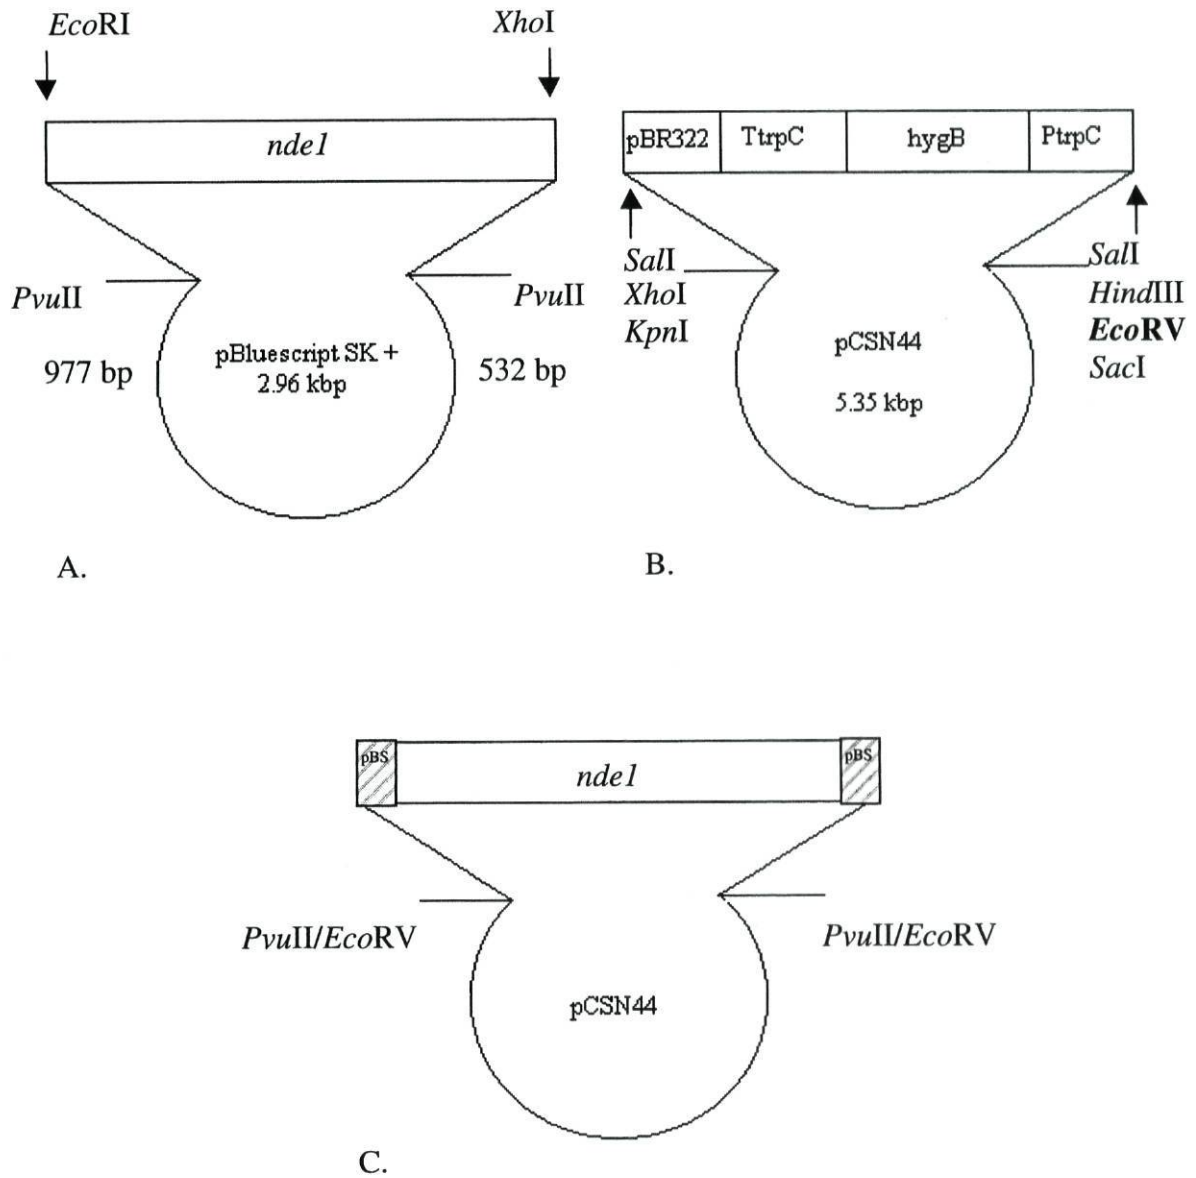 EcoRI
XhoI
nde1
PvuII
PvuII
977 bp
pBluescript SK +
2.96 kbp
532 bp
A.
pBR322
TtrpC
hygB
PtrpC
SalI
XhoI
KpnI
SalI
HindIII
EcoRV
SacI
pCSN44
5.35 kbp
B.
pBS
nde1
pBS
PvuII/EcoRV
PvuII/EcoRV
pCSN44
C.